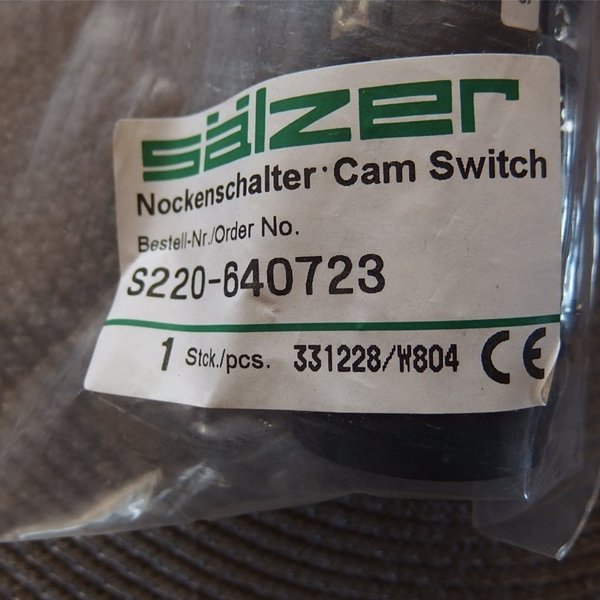 sälzer
Nockenschalter · Cam Switch
Bestell-Nr./Order No.
S220-640723
1 Stck./pcs. 331228/W804 CE